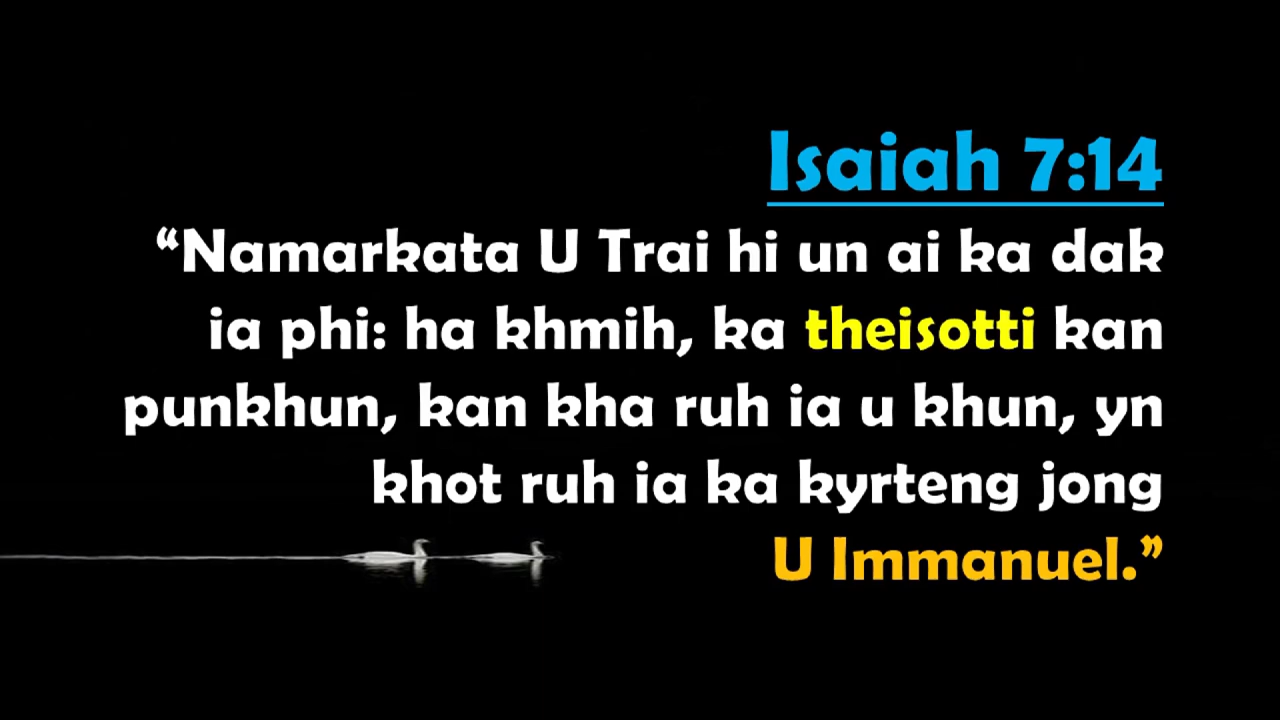 Isaiah 7:14
“Namarkata U Trai hi un ai ka dak
ia phi: ha khmih, ka theisotti kan
punkhun, kan kha ruh ia u khun, yn
khot ruh ia ka kyrteng jong
U Immanuel.”